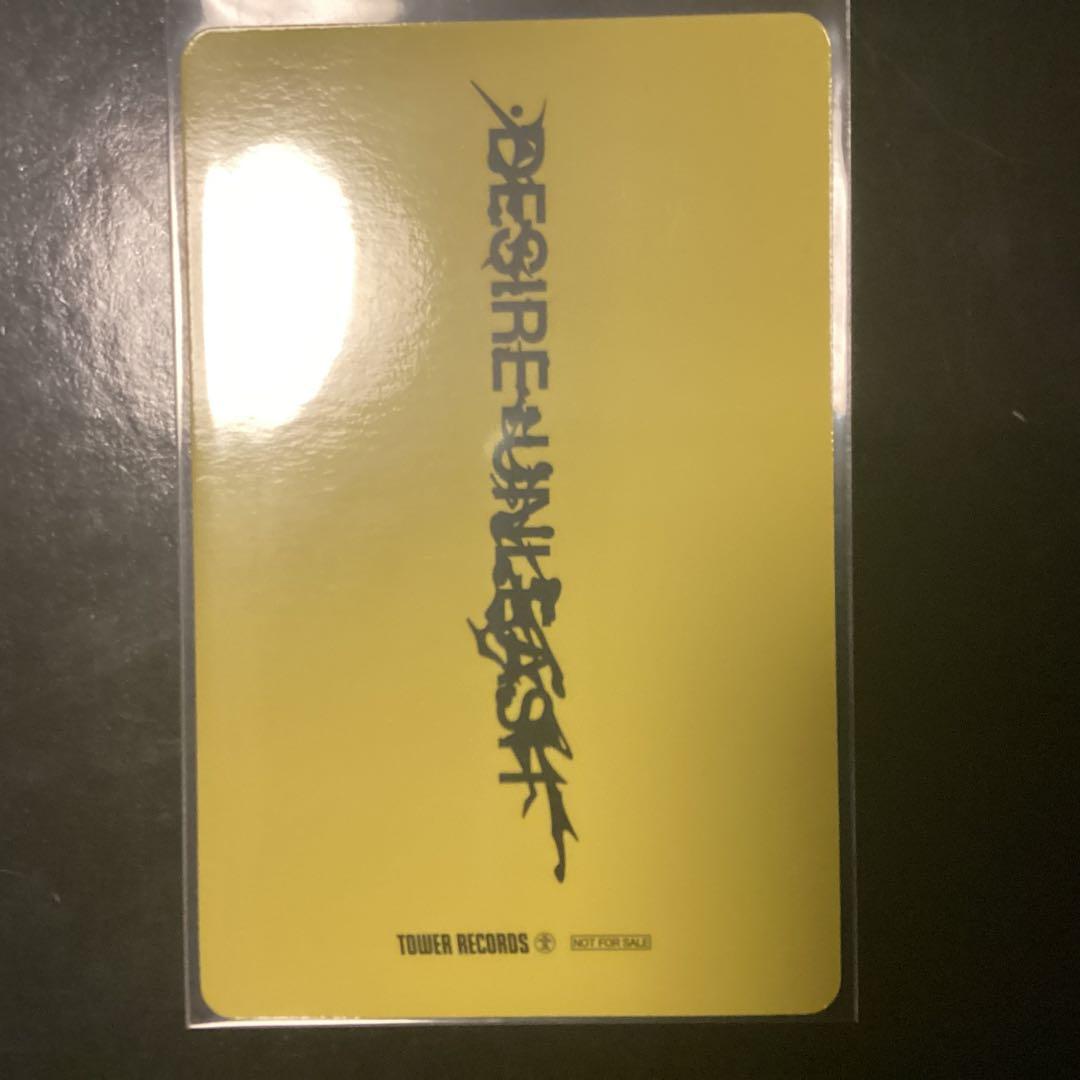 DESIRE : UNLEASH
TOWER RECORDS
NOT FOR SALE